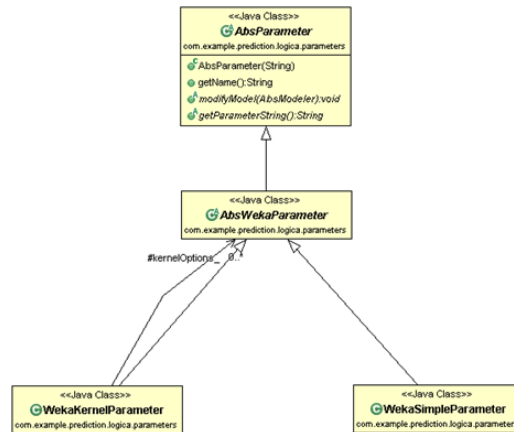 <<Java Class>>
AbsParameter
com.example.prediction.logica.parameters
AbsParameter(String)
getName():String
modifyModel(AbsModeler):void
getParameterString():String
<<Java Class>>
AbsWekaParameter
com.example.prediction.logica.parameters
#kernelOptions_ 0..*
<<Java Class>>
WekaKernelParameter
com.example.prediction.logica.parameters
<<Java Class>>
WekaSimpleParameter
com.example.prediction.logica.parameters